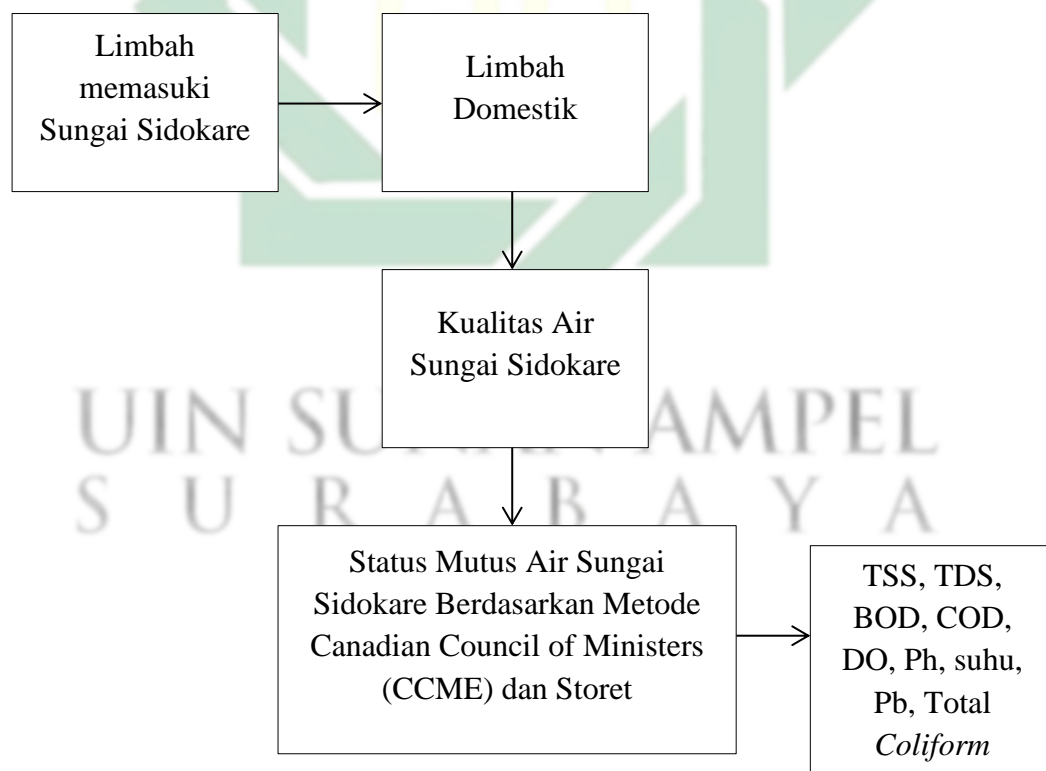 Limbah
memasuki
Sungai Sidokare
Limbah
Domestik
Kualitas Air
Sungai Sidokare
UIN SUNAN AMPEL
S U R A B A Y A
Status Mutus Air Sungai
Sidokare Berdasarkan Metode
Canadian Council of Ministers
(CCME) dan Storet
TSS, TDS,
BOD, COD,
DO, Ph, suhu,
Pb, Total
Coliform